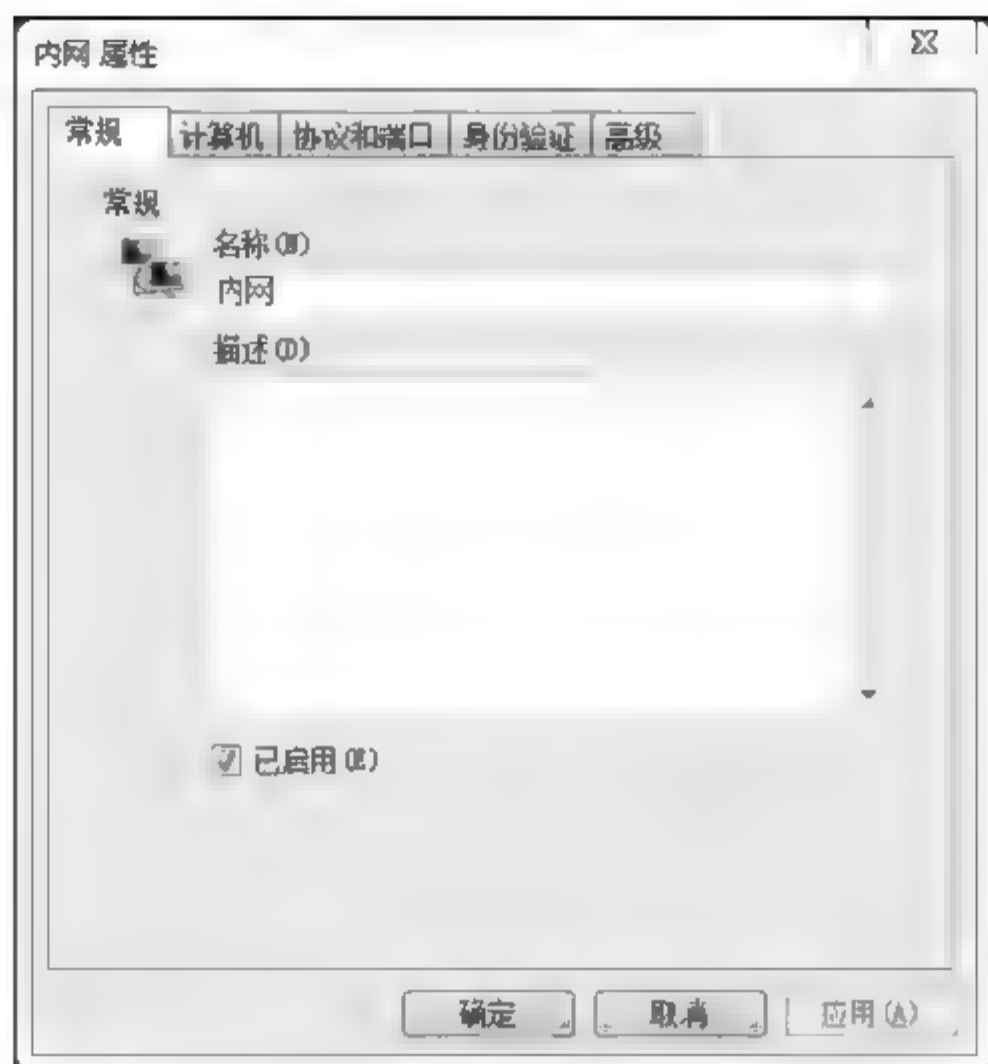 内网 属性
常规 计算机 协议和端口 身份验证 高级
常规
名称(N)
内网
描述(D)
已启用(E)
确定 取消 应用(A)